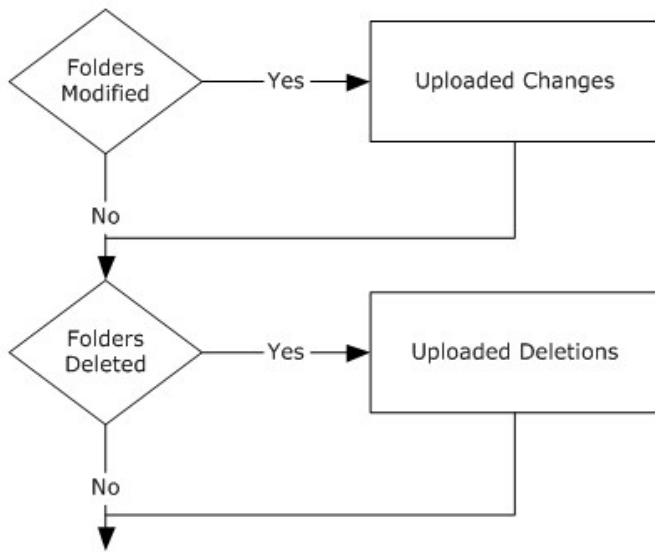 Folders
Modified
Yes
Uploaded Changes
No
Folders
Deleted
Yes
Uploaded Deletions
No